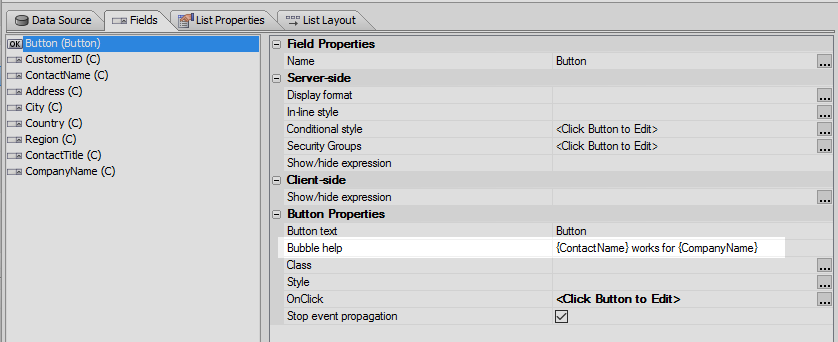 Data Source Fields List Properties List Layout
OK Button (Button)
CustomerID (C)
ContactName (C)
Address (C)
City (C)
Country (C)
Region (C)
ContactTitle (C)
CompanyName (C)
Field Properties
Name Button ...
Server-side
Display format ...
In-line style ...
Conditional style <Click Button to Edit> ...
Security Groups <Click Button to Edit> ...
Show/hide expression
Client-side
Show/hide expression ...
Button Properties
Button text Button
Bubble help {ContactName} works for {CompanyName}
Class ...
Style ...
OnClick <Click Button to Edit> ...
Stop event propagation